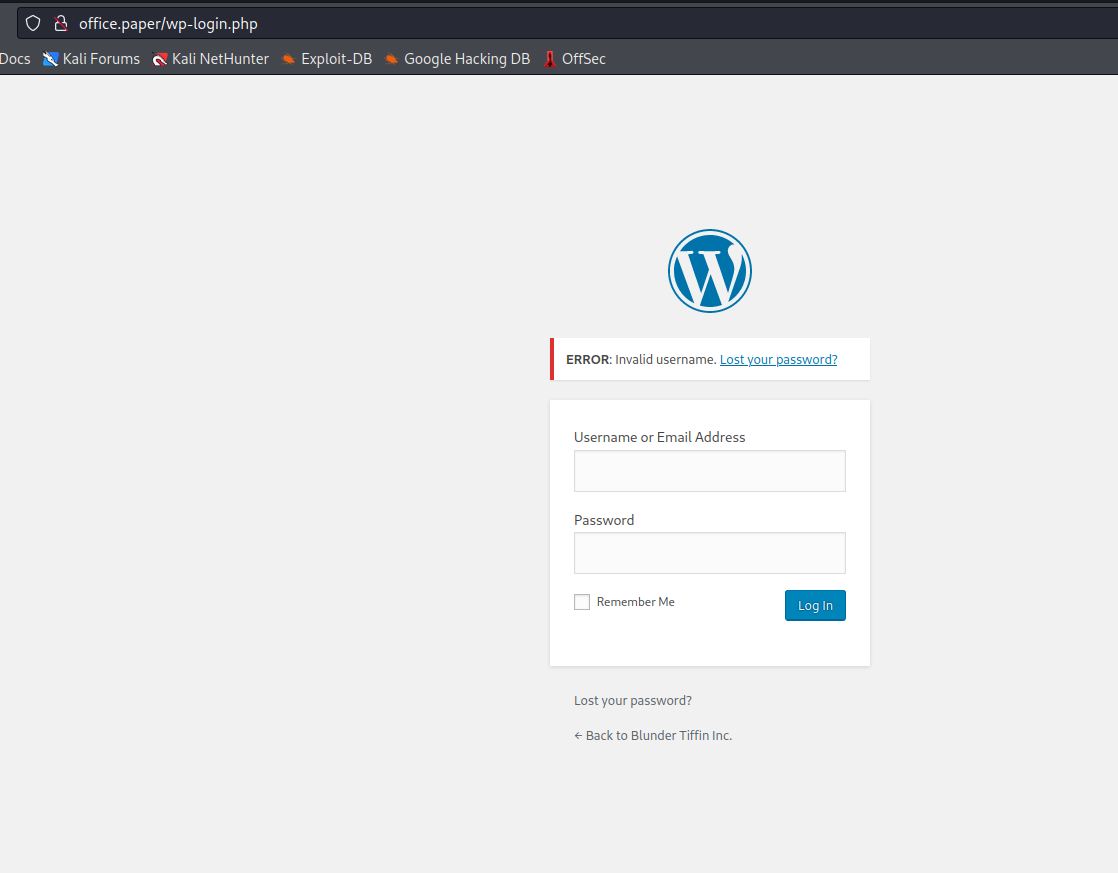 office.paper/wp-login.php
Docs Kali Forums Kali NetHunter Exploit-DB Google Hacking DB OffSec
ERROR: Invalid username. Lost your password?
Username or Email Address
Password
Remember Me Log In
Lost your password?
← Back to Blunder Tiffin Inc.